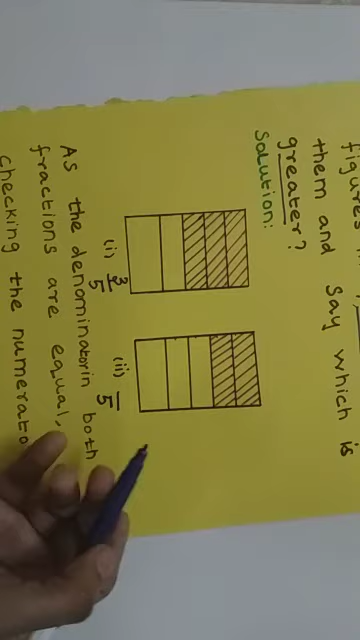 figures
them and say which is
greater?
Solution:
(i) 3/5 (ii) /5
As the denominator in both
fractions are equal,
checking the numerato